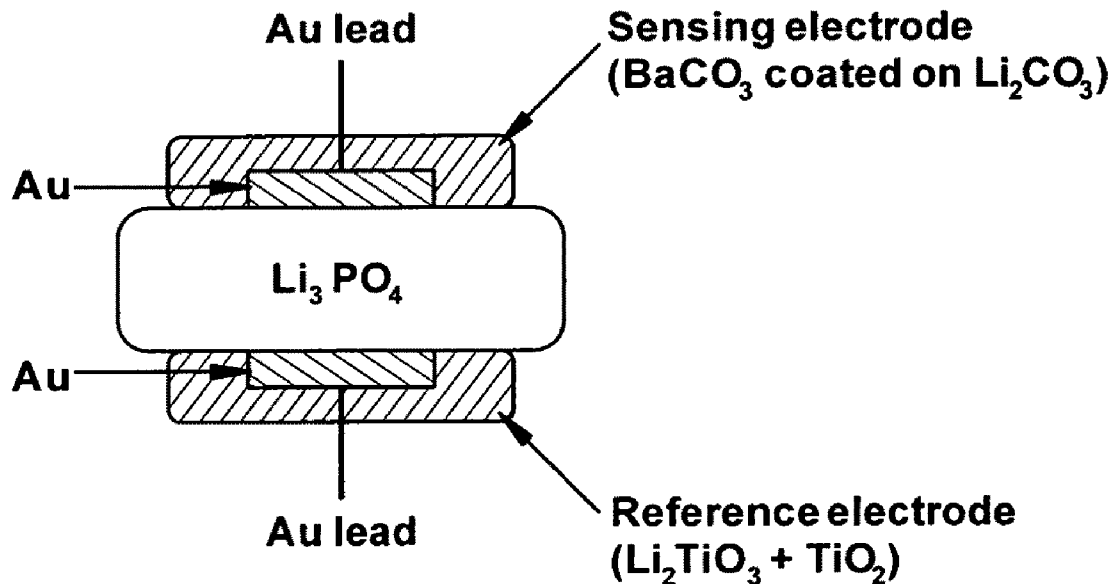 Au lead
Sensing electrode
(BaCO₃ coated on Li₂CO₃)
Au
Li₃ PO₄
Au
Au lead
Reference electrode
(Li₂TiO₃ + TiO₂)